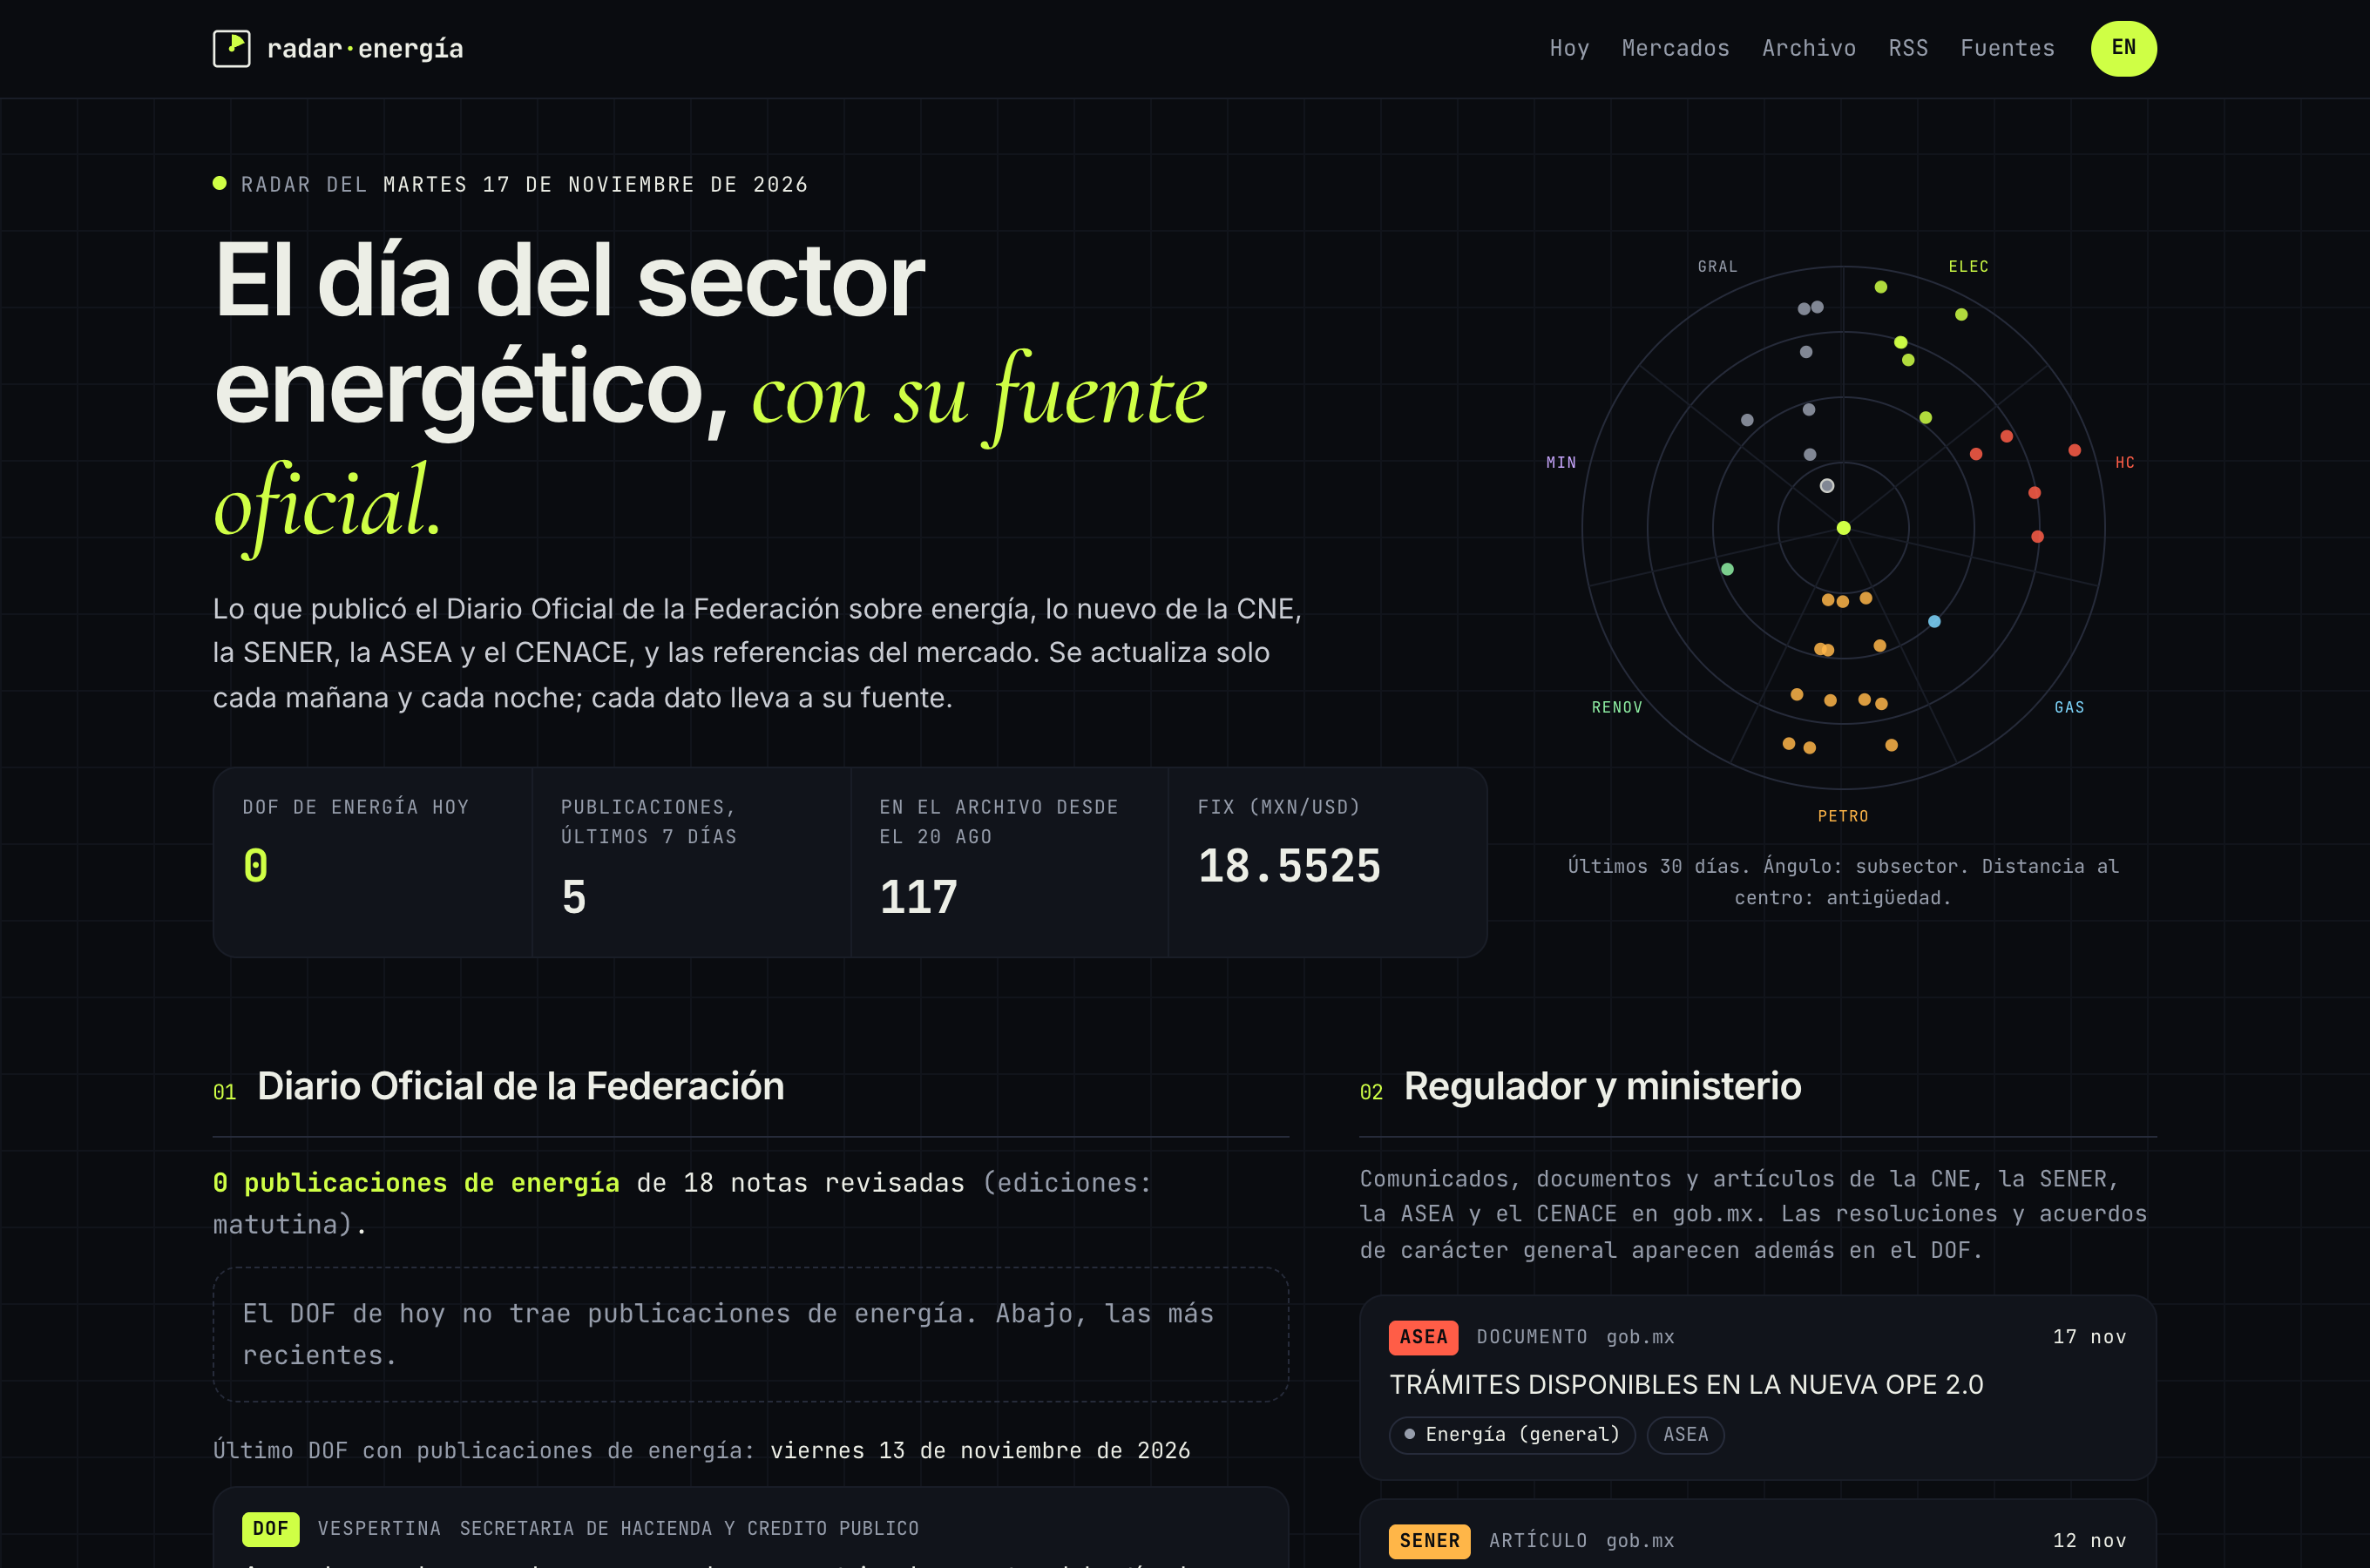 radar·energía
Hoy Mercados Archivo RSS Fuentes EN
RADAR DEL MARTES 17 DE NOVIEMBRE DE 2026
El día del sector
energético, con su fuente
oficial.
Lo que publicó el Diario Oficial de la Federación sobre energía, lo nuevo de la CNE,
la SENER, la ASEA y el CENACE, y las referencias del mercado. Se actualiza solo
cada mañana y cada noche; cada dato lleva a su fuente.
DOF DE ENERGÍA HOY
0
PUBLICACIONES,
ÚLTIMOS 7 DÍAS
5
EN EL ARCHIVO DESDE
EL 20 AGO
117
FIX (MXN/USD)
18.5525
GRAL
ELEC
MIN
HC
RENOV
GAS
PETRO
Últimos 30 días. Ángulo: subsector. Distancia al
centro: antigüedad.
01 Diario Oficial de la Federación
0 publicaciones de energía de 18 notas revisadas (ediciones:
matutina).
El DOF de hoy no trae publicaciones de energía. Abajo, las más
recientes.
Último DOF con publicaciones de energía: viernes 13 de noviembre de 2026
DOF VESPERTINA SECRETARIA DE HACIENDA Y CREDITO PUBLICO
02 Regulador y ministerio
Comunicados, documentos y artículos de la CNE, la SENER,
la ASEA y el CENACE en gob.mx. Las resoluciones y acuerdos
de carácter general aparecen además en el DOF.
ASEA DOCUMENTO gob.mx 17 nov
TRÁMITES DISPONIBLES EN LA NUEVA OPE 2.0
Energía (general) ASEA
SENER ARTÍCULO gob.mx 12 nov